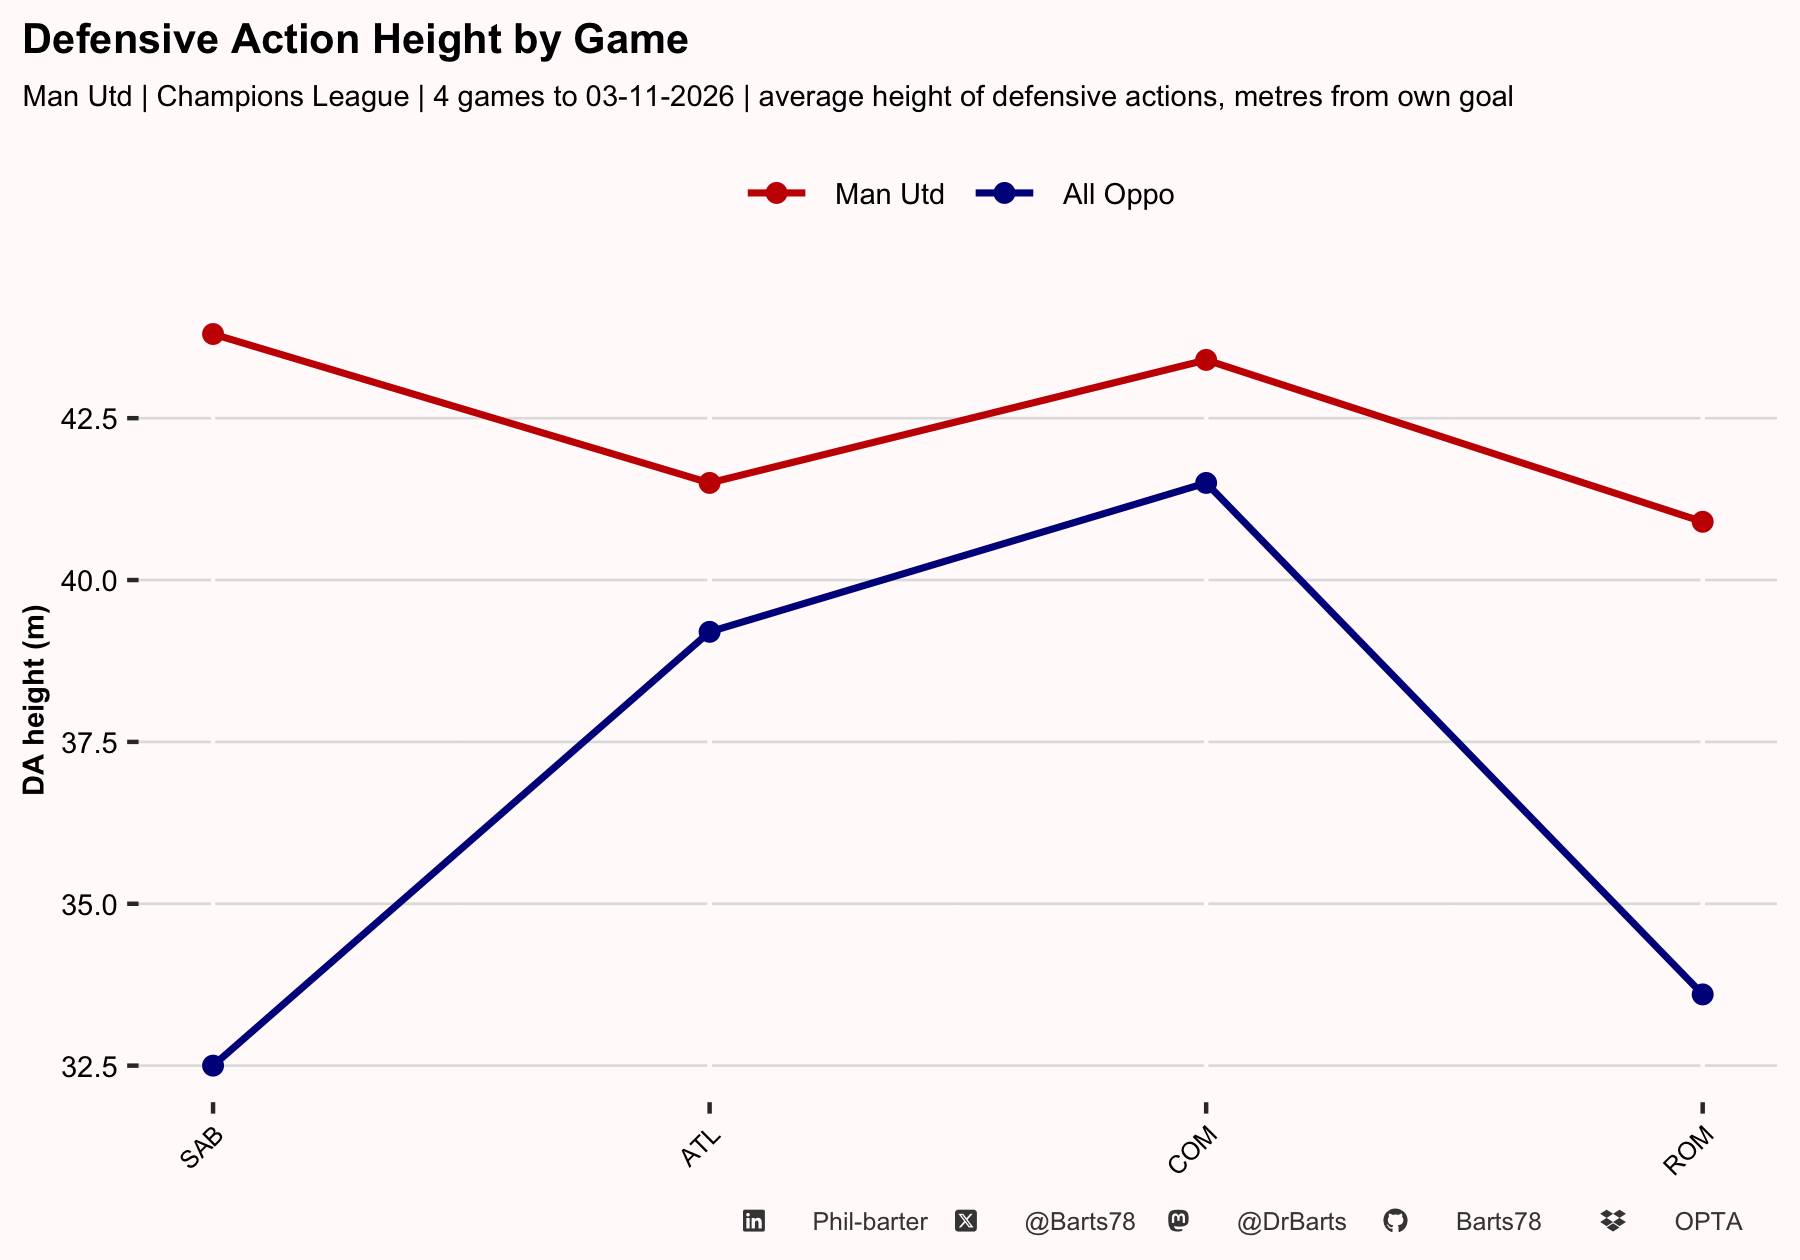 Defensive Action Height by Game
Man Utd | Champions League | 4 games to 03-11-2026 | average height of defensive actions, metres from own goal
Man Utd All Oppo
DA height (m)
42.5
40.0
37.5
35.0
32.5
SAB ATL COM ROM
Phil-barter @Barts78 @DrBarts Barts78 OPTA